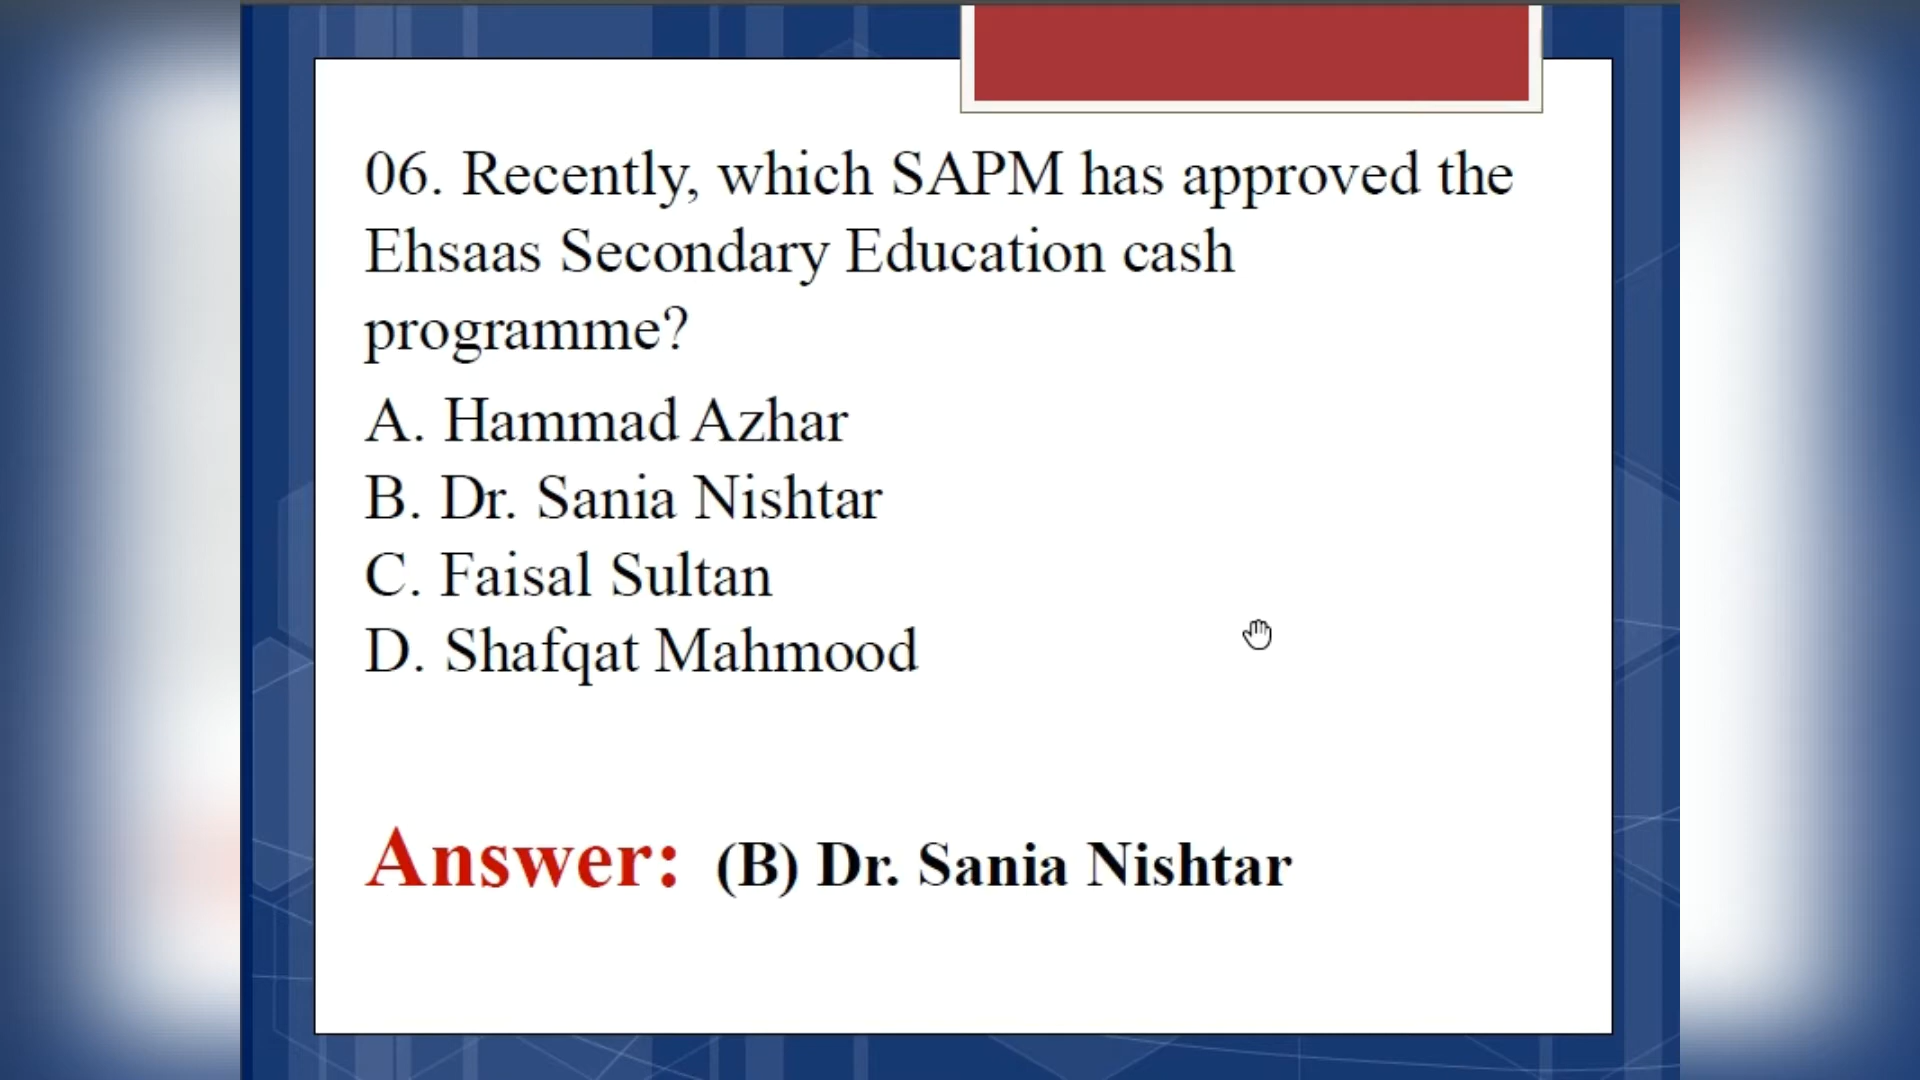 06. Recently, which SAPM has approved the
Ehsaas Secondary Education cash
programme?
A. Hammad Azhar
B. Dr. Sania Nishtar
C. Faisal Sultan
D. Shafqat Mahmood
Answer: (B) Dr. Sania Nishtar